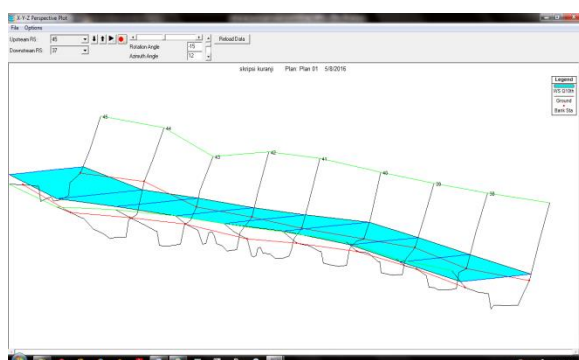 X-Y-Z Perspective Plot
File Options
Upstream RS: 45
Downstream RS: 37
Rotation Angle -15
Azimuth Angle 12
Reload Data
skripsi kuranji Plan Plan 01 5/8/2016
Legend
WS Q10th
Ground
Bank Sta
45
44
43
42
41
40
39
38